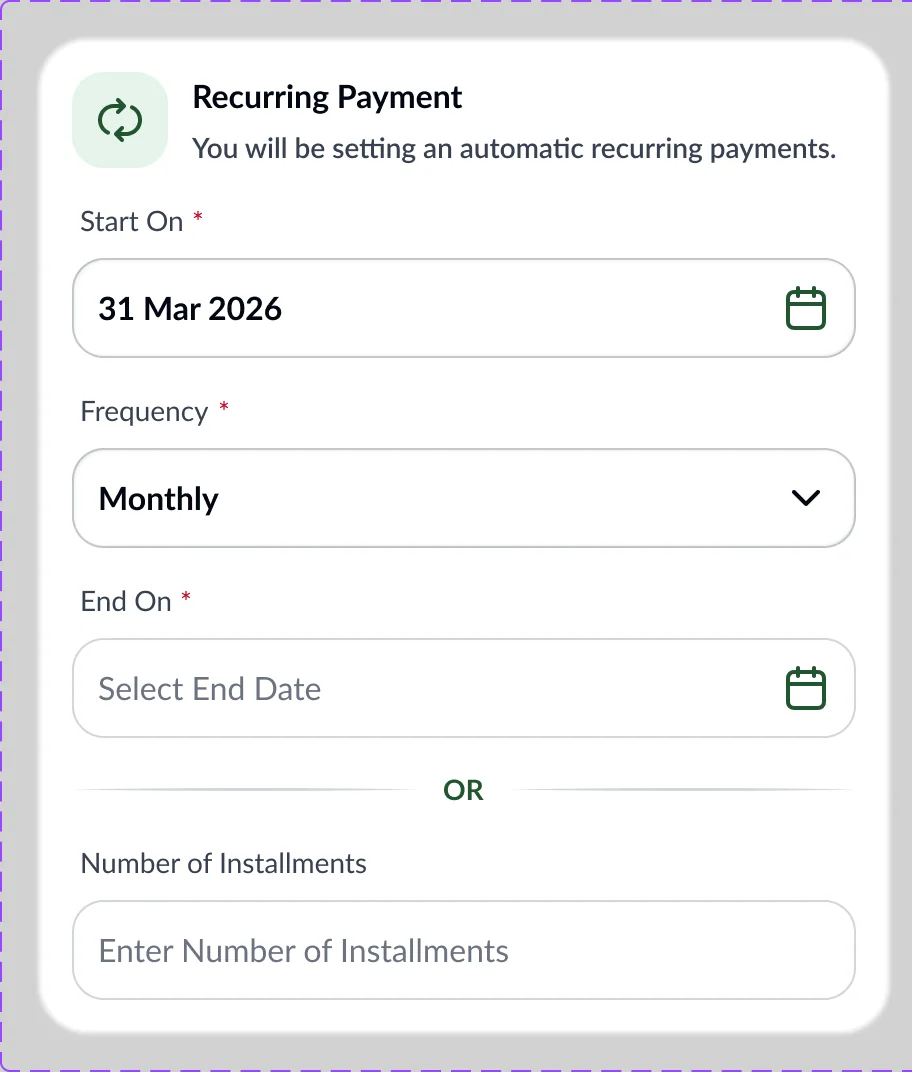 Recurring Payment
You will be setting an automatic recurring payments.
Start On *
31 Mar 2026
Frequency *
Monthly
End On *
Select End Date
OR
Number of Installments
Enter Number of Installments